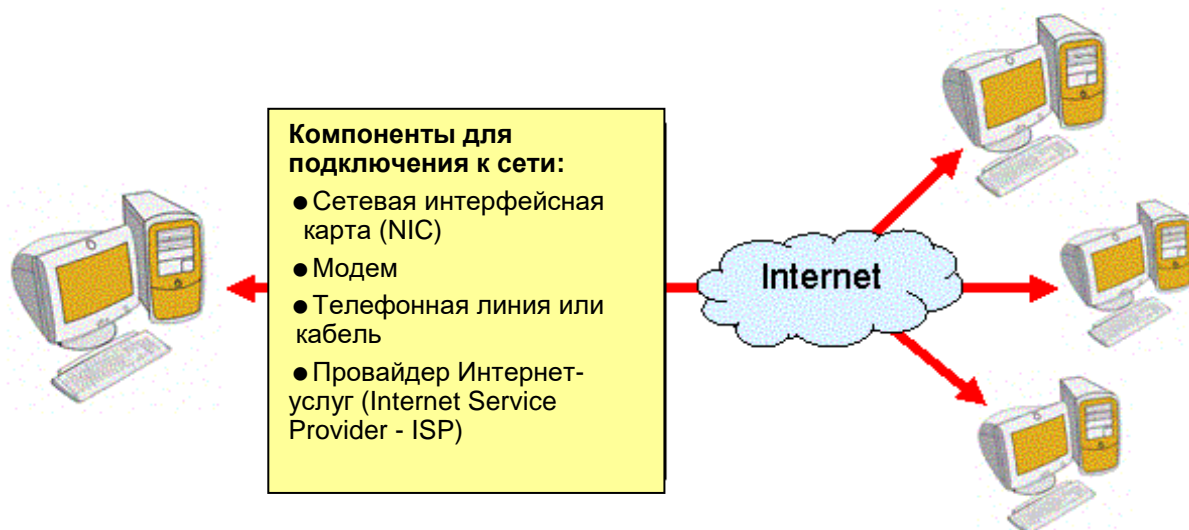 Компоненты для
подключения к сети:
●Сетевая интерфейсная
карта (NIC)
●Модем
●Телефонная линия или
кабель
●Провайдер Интернет-
услуг (Internet Service
Provider - ISP)
Internet